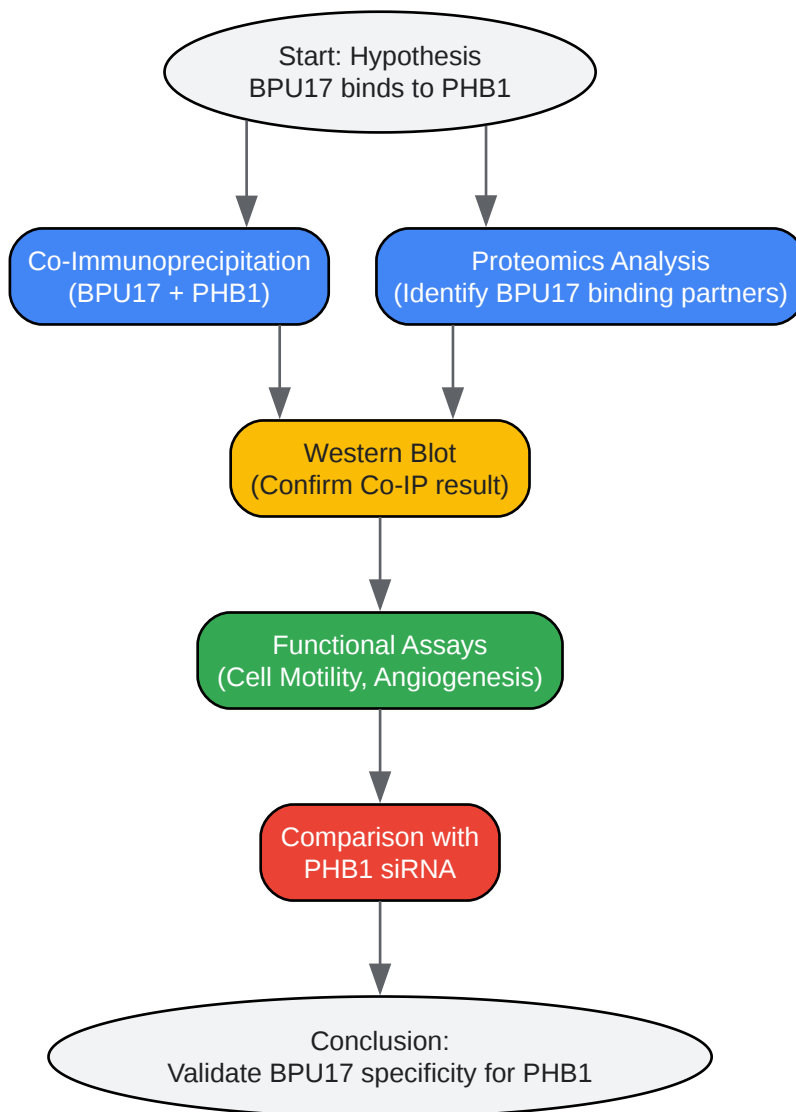 Start: Hypothesis
BPU17 binds to PHB1
Co-Immunoprecipitation
(BPU17 + PHB1)
Proteomics Analysis
(Identify BPU17 binding partners)
Western Blot
(Confirm Co-IP result)
Functional Assays
(Cell Motility, Angiogenesis)
Comparison with
PHB1 siRNA
Conclusion:
Validate BPU17 specificity for PHB1